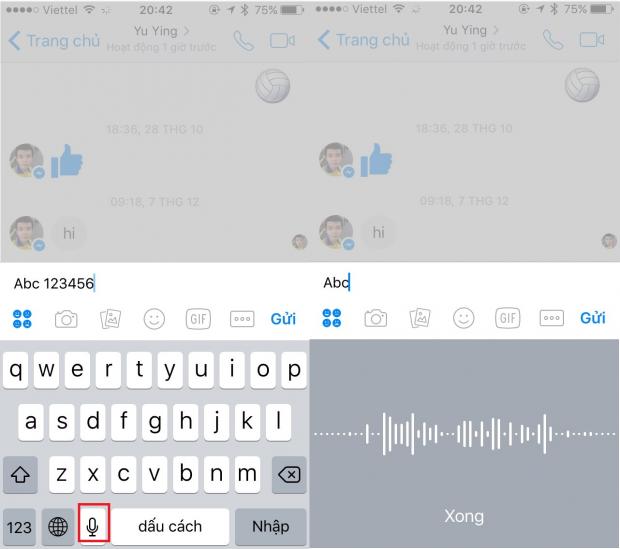 Viettel 20:42 75%
Trang chủ
Yu Ying
Hoạt động 1 giờ trước
18:36, 28 THG 10
09:18, 7 THG 12
hi
Abc 123456
GIF
Gửi
q w e r t y u i o p
a s d f g h j k l
z x c v b n m
123 dấu cách Nhập
Viettel 20:42 75%
Trang chủ
Yu Ying
Hoạt động 1 giờ trước
18:36, 28 THG 10
09:18, 7 THG 12
hi
Abc
GIF
Gửi
Xong